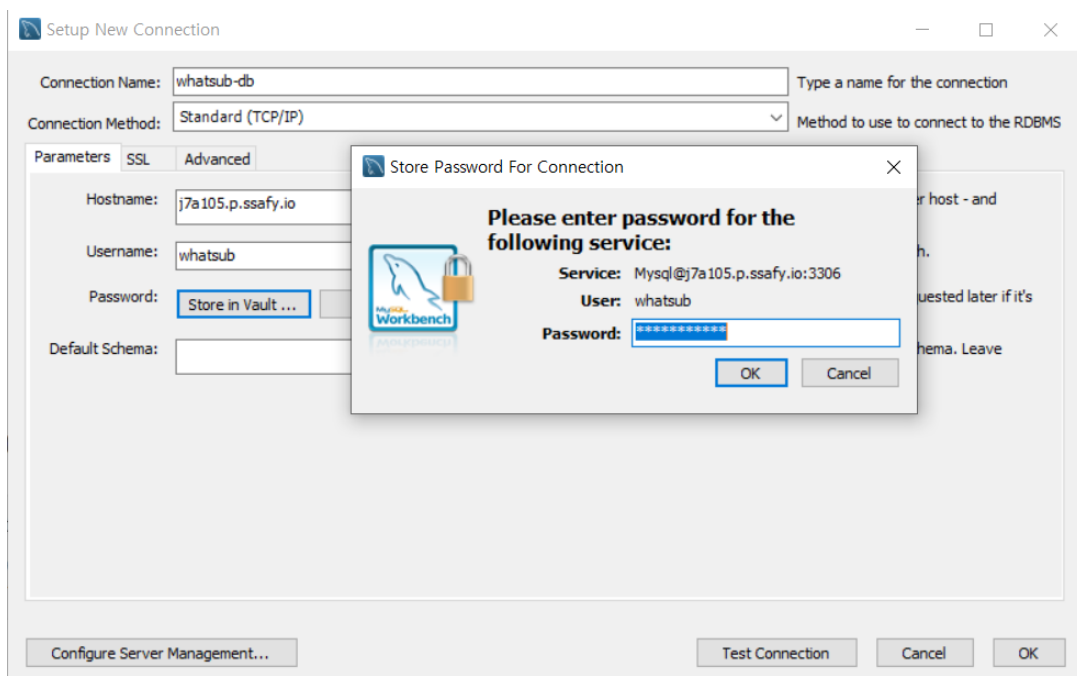 Setup New Connection
Connection Name: whatsub-db Type a name for the connection
Connection Method: Standard (TCP/IP) Method to use to connect to the RDBMS
Parameters SSL Advanced
Hostname: j7a105.p.ssafy.io host - and
Username: whatsub
Password: Store in Vault ... later if it's
Default Schema: Leave
Store Password For Connection
Please enter password for the
following service:
Service: Mysql@j7a105.p.ssafy.io:3306
User: whatsub
Password: ***********
OK Cancel
MySQL
Workbench
Configure Server Management... Test Connection Cancel OK